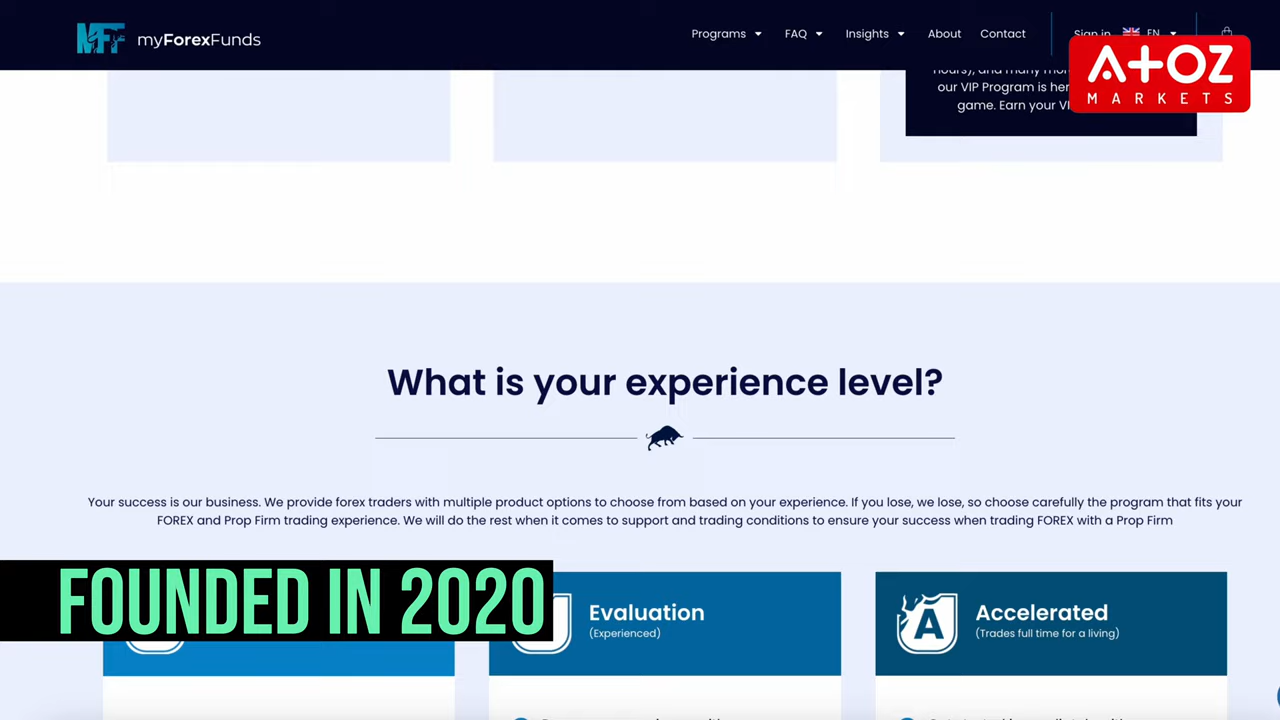 MFF myForexFunds
Programs FAQ Insights About Contact Sign in EN
A+OZ
MARKETS
hours), and many
our VIP Program is
game. Earn your
What is your experience level?
Your success is our business. We provide forex traders with multiple product options to choose from based on your experience. If you lose, we lose, so choose carefully the program that fits your
FOREX and Prop Firm trading experience. We will do the rest when it comes to support and trading conditions to ensure your success when trading FOREX with a Prop Firm
FOUNDED IN 2020
Evaluation
(Experienced)
A
Accelerated
(Trades full time for a living)